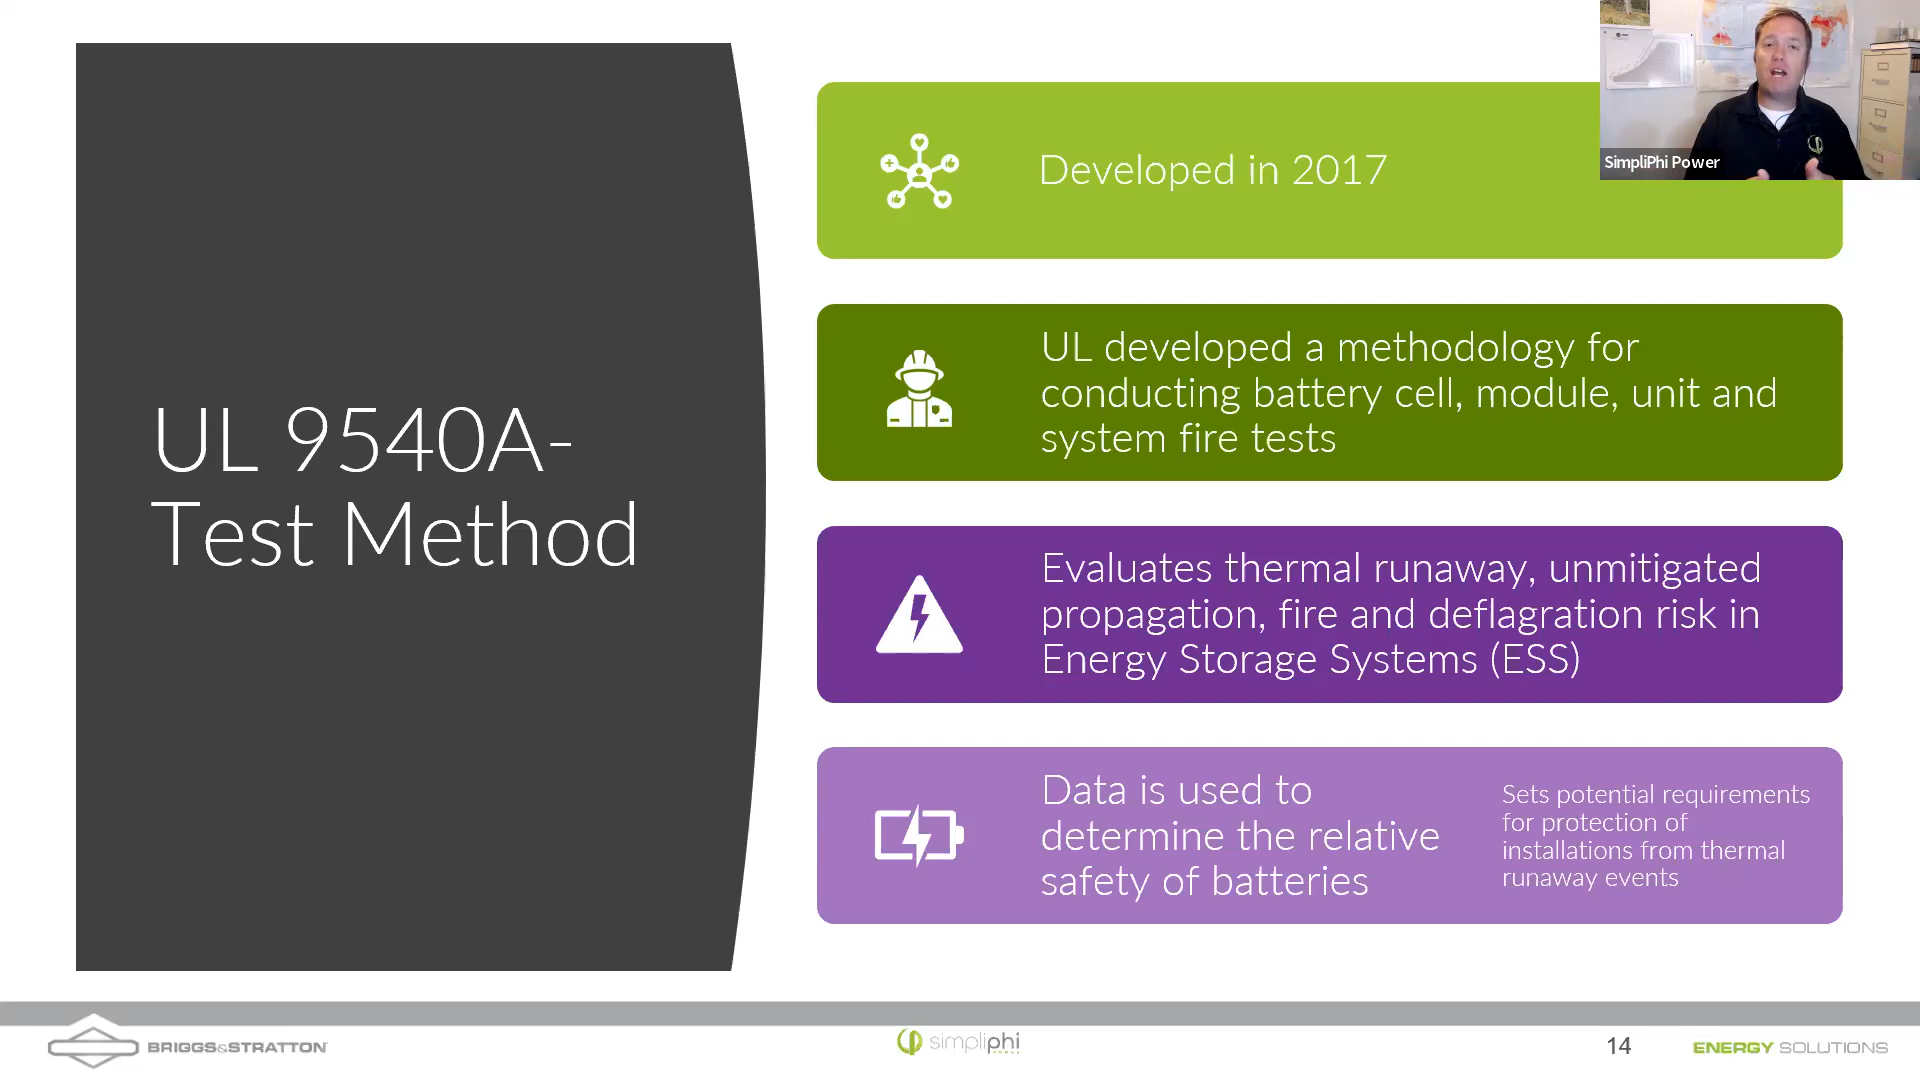 UL 9540A-
Test Method
Developed in 2017
UL developed a methodology for
conducting battery cell, module, unit and
system fire tests
Evaluates thermal runaway, unmitigated
propagation, fire and deflagration risk in
Energy Storage Systems (ESS)
Data is used to
determine the relative
safety of batteries
Sets potential requirements
for protection of
installations from thermal
runaway events
SimpliPhi Power
BRIGGS&STRATTON
simpliphi
14
ENERGY SOLUTIONS